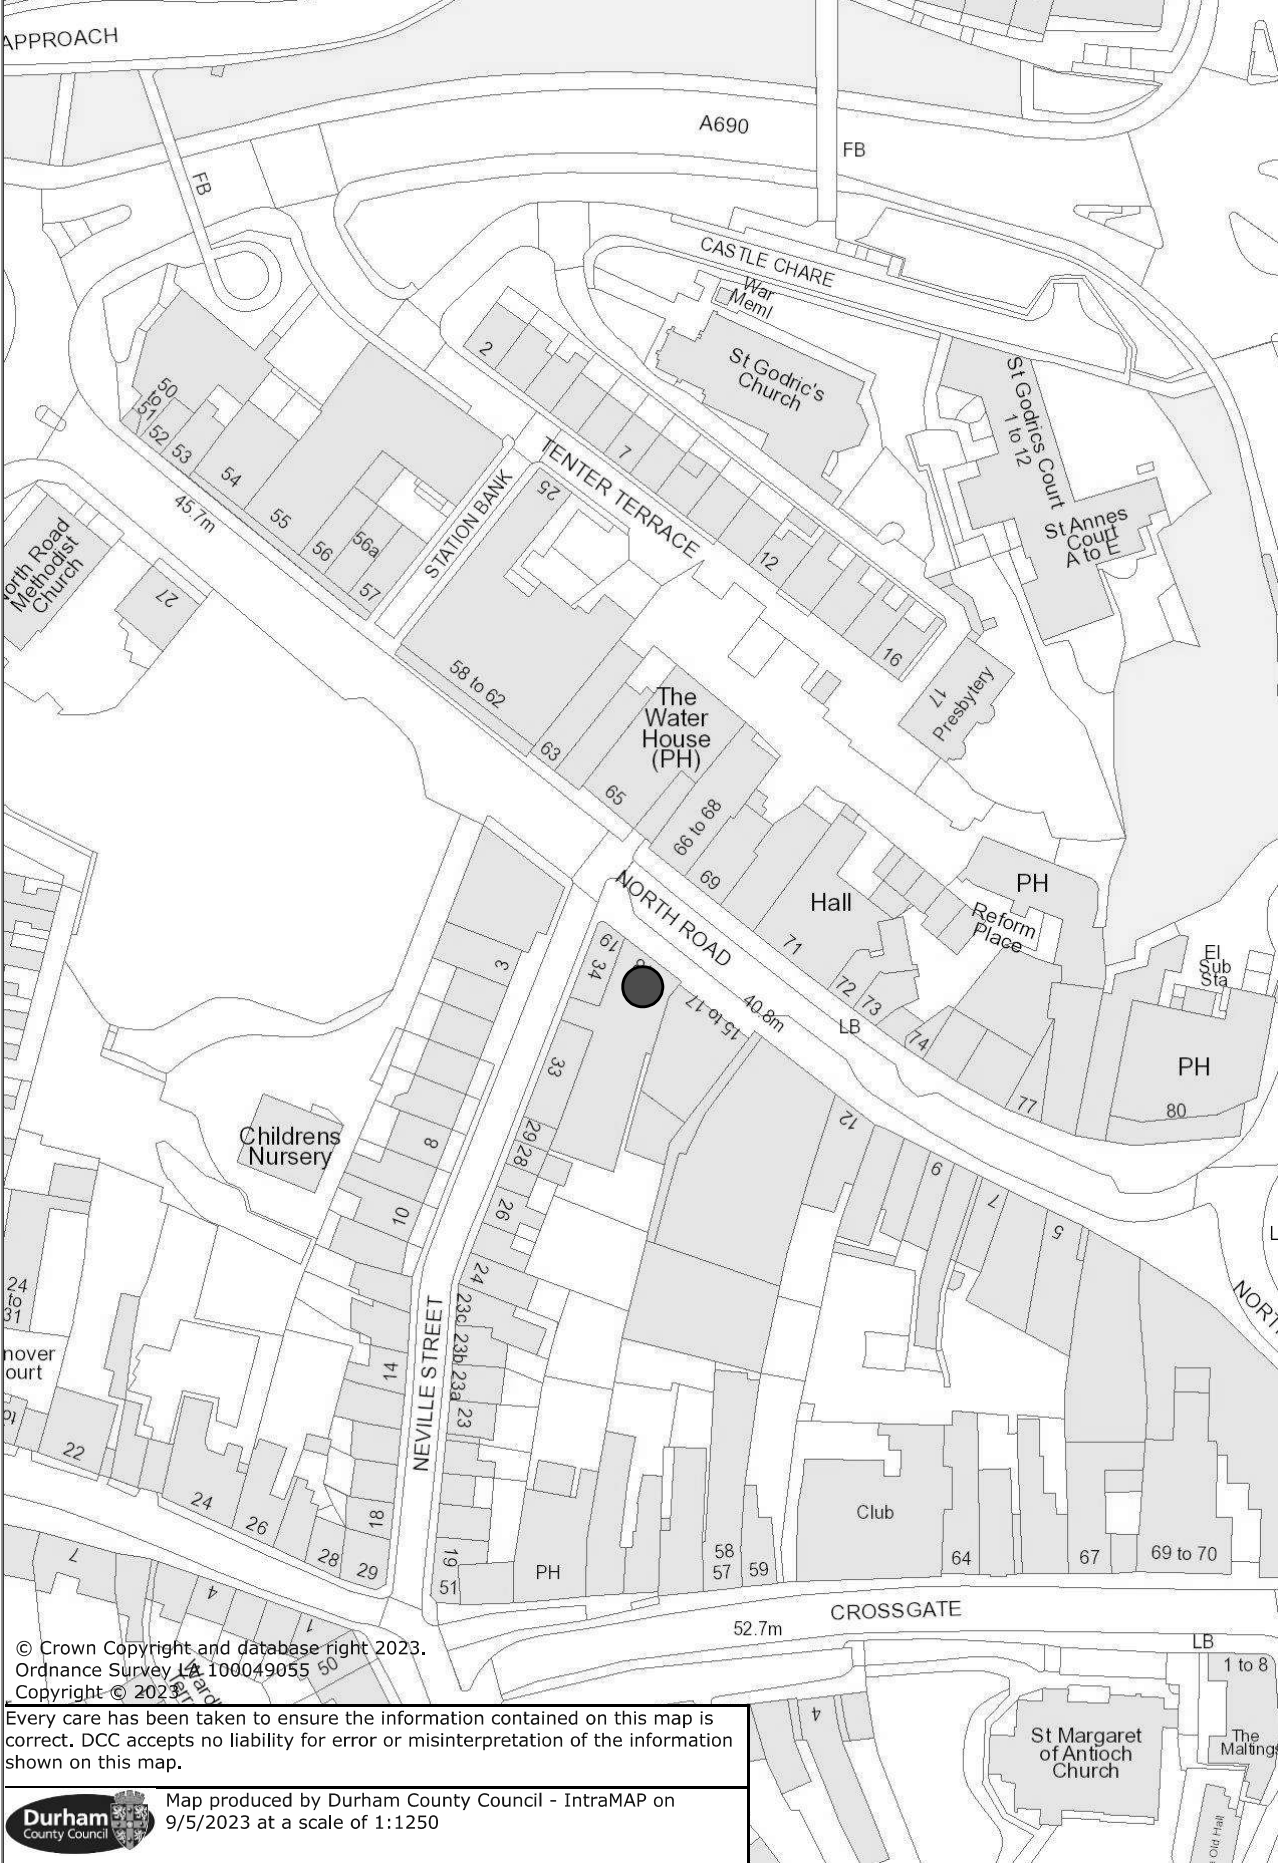 APPROACH
A690
FB
FB
CASTLE CHARE
War
Meml
2
St Godric's
Church
St Godrics Court
1 to 12
50
to
51
52
53
54
55
56
56a
57
7
TENTER TERRACE
25
STATION BANK
45.7m
St Annes
Court
A to E
North Road
Methodist
Church
27
12
16
17
Presbytery
58 to 62
The
Water
House
(PH)
63
65
66 to 68
69
Hall
PH
Reform
Place
NORTH ROAD
71
El
Sub
Sta
72
73
74
3
19
34
15 to 17
40.8m
LB
PH
77
80
33
12
Childrens
Nursery
8
29
28
9
7
5
10
26
24
24
to
31
23c
23b
23a
23
14
NEVILLE STREET
22
24
26
28
29
18
19
51
PH
58
57
59
Club
64
67
69 to 70
7
4
1
50
CROSSGATE
52.7m
LB
1 to 8
4
St Margaret
of Antioch
Church
The
Old Hall
© Crown Copyright and database right 2023.
Ordnance Survey LA 100049055
Copyright © 2023
Every care has been taken to ensure the information contained on this map is
correct. DCC accepts no liability for error or misinterpretation of the information
shown on this map.
Durham
County Council
Map produced by Durham County Council - IntraMAP on
9/5/2023 at a scale of 1:1250